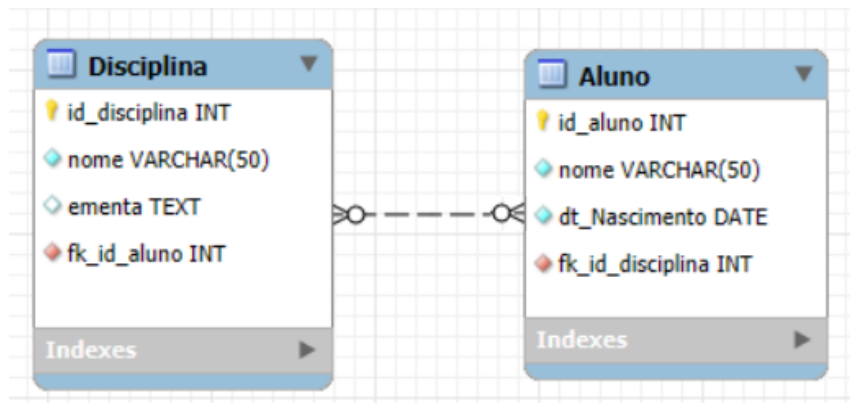 Disciplina
id_disciplina INT
nome VARCHAR(50)
ementa TEXT
fk_id_aluno INT
Indexes
Aluno
id_aluno INT
nome VARCHAR(50)
dt_Nascimento DATE
fk_id_disciplina INT
Indexes